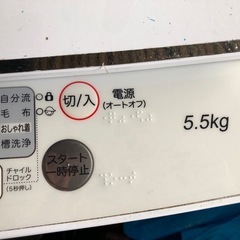 自分流
毛布
おしゃれ着
槽洗浄
チャイルド
ロック
(5秒押し)
切/入
電源
(オートオフ)
スタート
一時停止
5.5kg